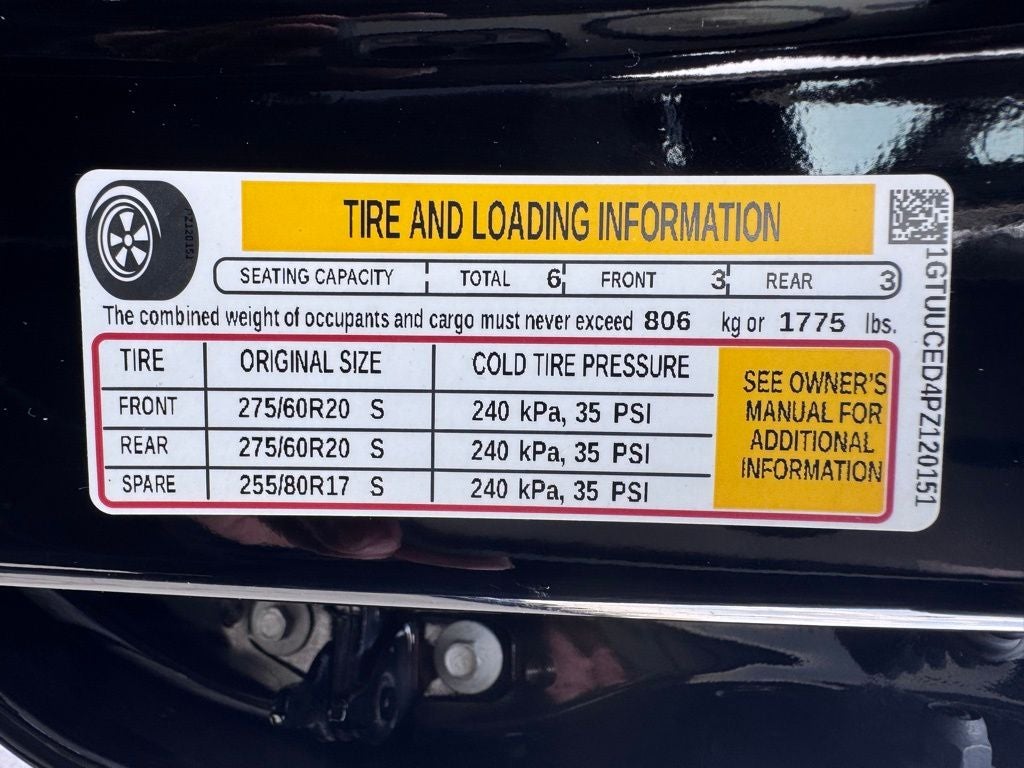 TIRE AND LOADING INFORMATION
SEATING CAPACITY TOTAL 6 FRONT 3 REAR 3
The combined weight of occupants and cargo must never exceed 806 kg or 1775 lbs.
TIRE ORIGINAL SIZE COLD TIRE PRESSURE
FRONT 275/60R20 S 240 kPa, 35 PSI
REAR 275/60R20 S 240 kPa, 35 PSI
SPARE 255/80R17 S 240 kPa, 35 PSI
SEE OWNER'S
MANUAL FOR
ADDITIONAL
INFORMATION
1GTUUCED4PZ120151